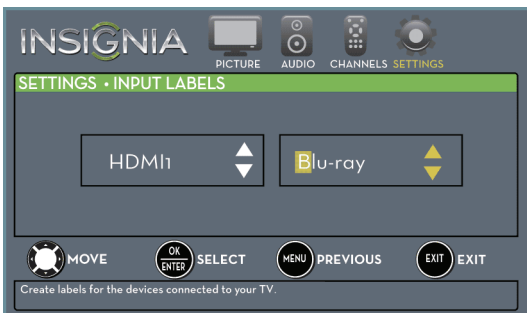 INSIGNIA
PICTURE AUDIO CHANNELS SETTINGS
SETTINGS • INPUT LABELS
HDMI1 Blu-ray
MOVE OK ENTER SELECT MENU PREVIOUS EXIT EXIT
Create labels for the devices connected to your TV.